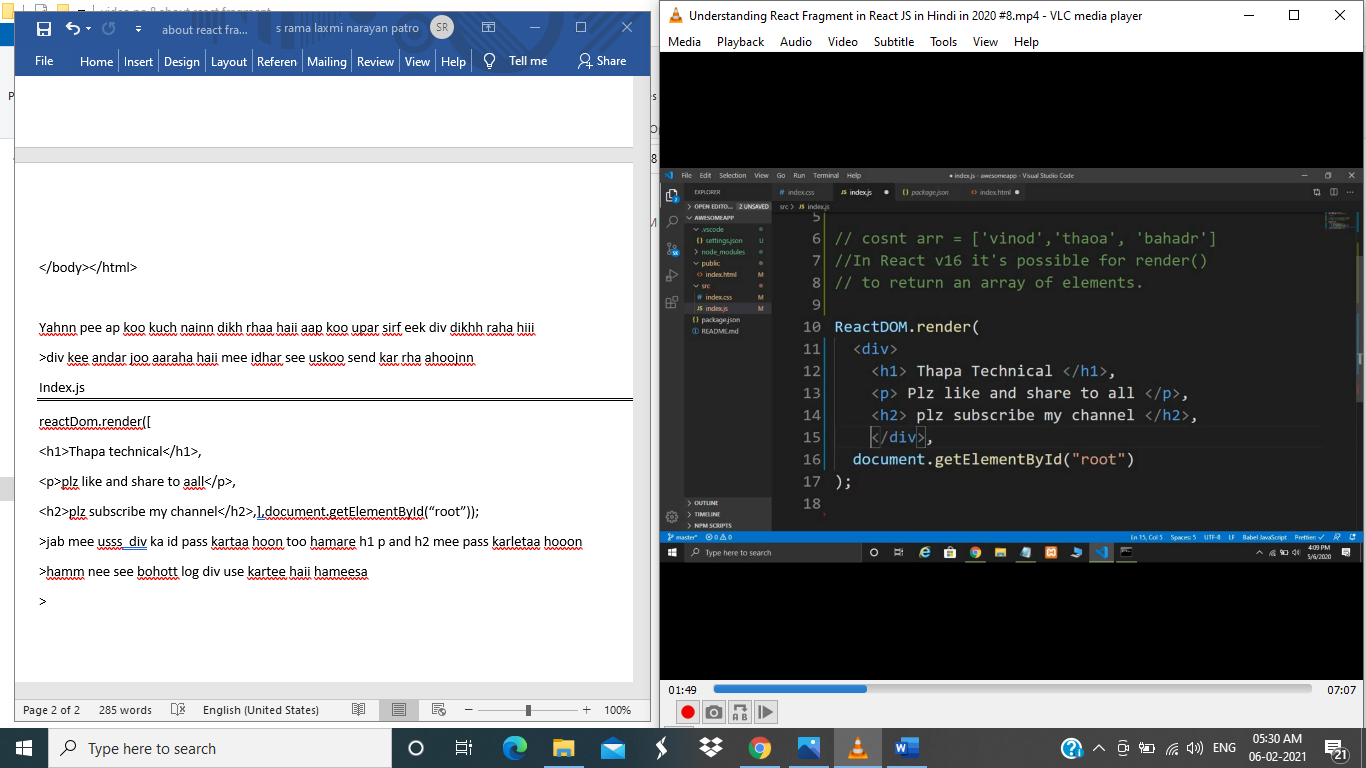 video no 8 about react fragment
about react fra...
s rama laxmi narayan patro
SR
File
Home
Insert
Design
Layout
Referen
Mailing
Review
View
Help
Tell me
Share
</body></html>
Yahnn pee ap koo kuch nainn dikh rhaa haii aap koo upar sirf eek div dikhh raha hiii
>div kee andar joo aaraha haii mee idhar see uskoo send kar rha ahoojnn
Index.js
reactDom.render([
<h1>Thapa technical</h1>,
<p>plz like and share to aall</p>,
<h2>plz subscribe my channel</h2>,],document.getElementById(“root”));
>jab mee usss div ka id pass kartaa hoon too hamare h1 p and h2 mee pass karletaa hooon
>hamm nee see bohott log div use kartee haii hameesa
>
Page 2 of 2
285 words
English (United States)
100%
Understanding React Fragment in React JS in Hindi in 2020 #8.mp4 - VLC media player
Media
Playback
Audio
Video
Subtitle
Tools
View
Help
File Edit Selection View Go Run Terminal Help
● index.js - awesomeapp - Visual Studio Code
EXPLORER
OPEN EDITO... 2 UNSAVED
AWESOMEAPP
.vscode
settings.json U
node_modules
public
index.html M
src
index.css M
index.js M
package.json
README.md
OUTLINE
TIMELINE
NPM SCRIPTS
# index.css
JS index.js
{} package.json
<> index.html
src > JS index.js
5
6 // cosnt arr = ['vinod','thaoa', 'bahadr']
7 //In React v16 it's possible for render()
8 // to return an array of elements.
9
10 ReactDOM.render(
11 <div>
12 <h1> Thapa Technical </h1>,
13 <p> Plz like and share to all </p>,
14 <h2> plz subscribe my channel </h2>,
15 </div>,
16 document.getElementById("root")
17 );
18
master*
0 0
Ln 15, Col 5
Spaces: 5
UTF-8
LF
Babel JavaScript
Prettier: ✓
Type here to search
4:09 PM
5/6/2020
01:49
07:07
A B
Type here to search
ENG
05:30 AM
06-02-2021
21